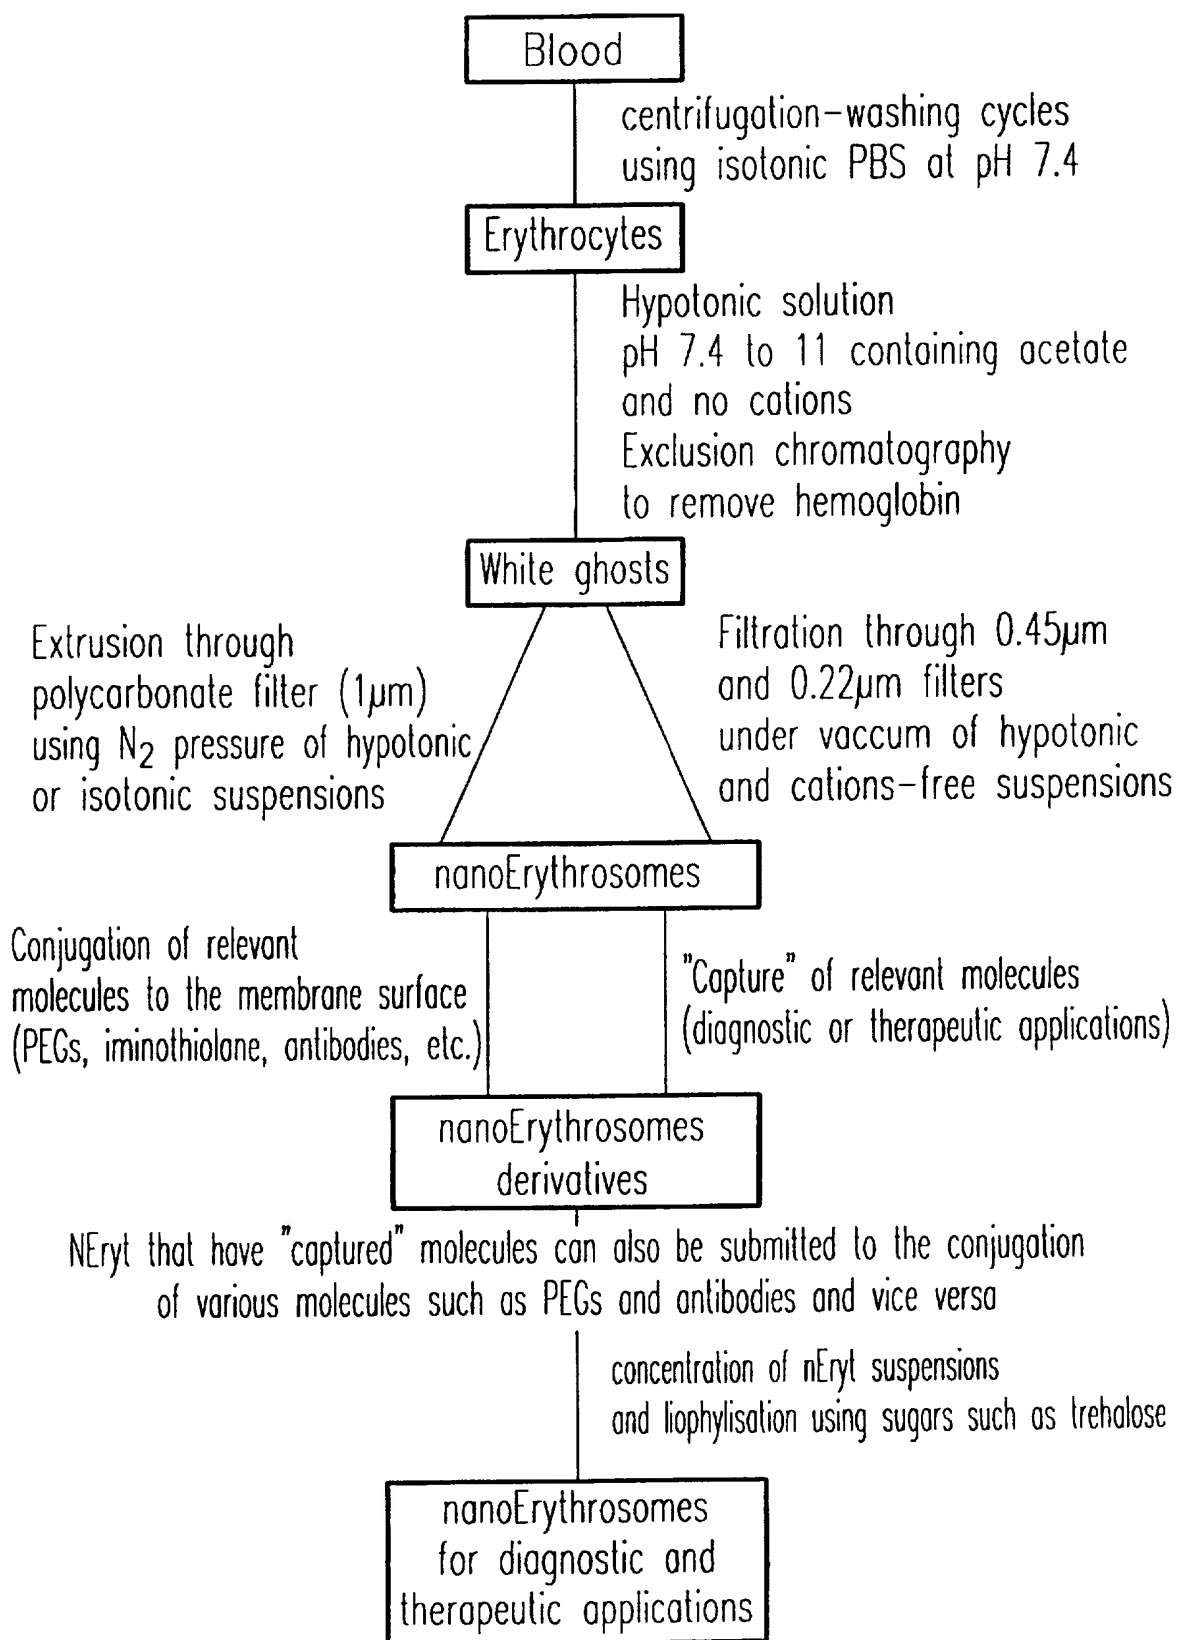 Blood
centrifugation-washing cycles
using isotonic PBS at pH 7.4
Erythrocytes
Hypotonic solution
pH 7.4 to 11 containing acetate
and no cations
Exclusion chromatography
to remove hemoglobin
White ghosts
Extrusion through
polycarbonate filter (1µm)
using N2 pressure of hypotonic
or isotonic suspensions
Filtration through 0.45µm
and 0.22µm filters
under vaccum of hypotonic
and cations-free suspensions
nanoErythrosomes
Conjugation of relevant
molecules to the membrane surface
(PEGs, iminothiolane, antibodies, etc.)
"Capture" of relevant molecules
(diagnostic or therapeutic applications)
nanoErythrosomes
derivatives
NEryt that have "captured" molecules can also be submitted to the conjugation
of various molecules such as PEGs and antibodies and vice versa
concentration of nEryt suspensions
and liophylisation using sugars such as trehalose
nanoErythrosomes
for diagnostic and
therapeutic applications